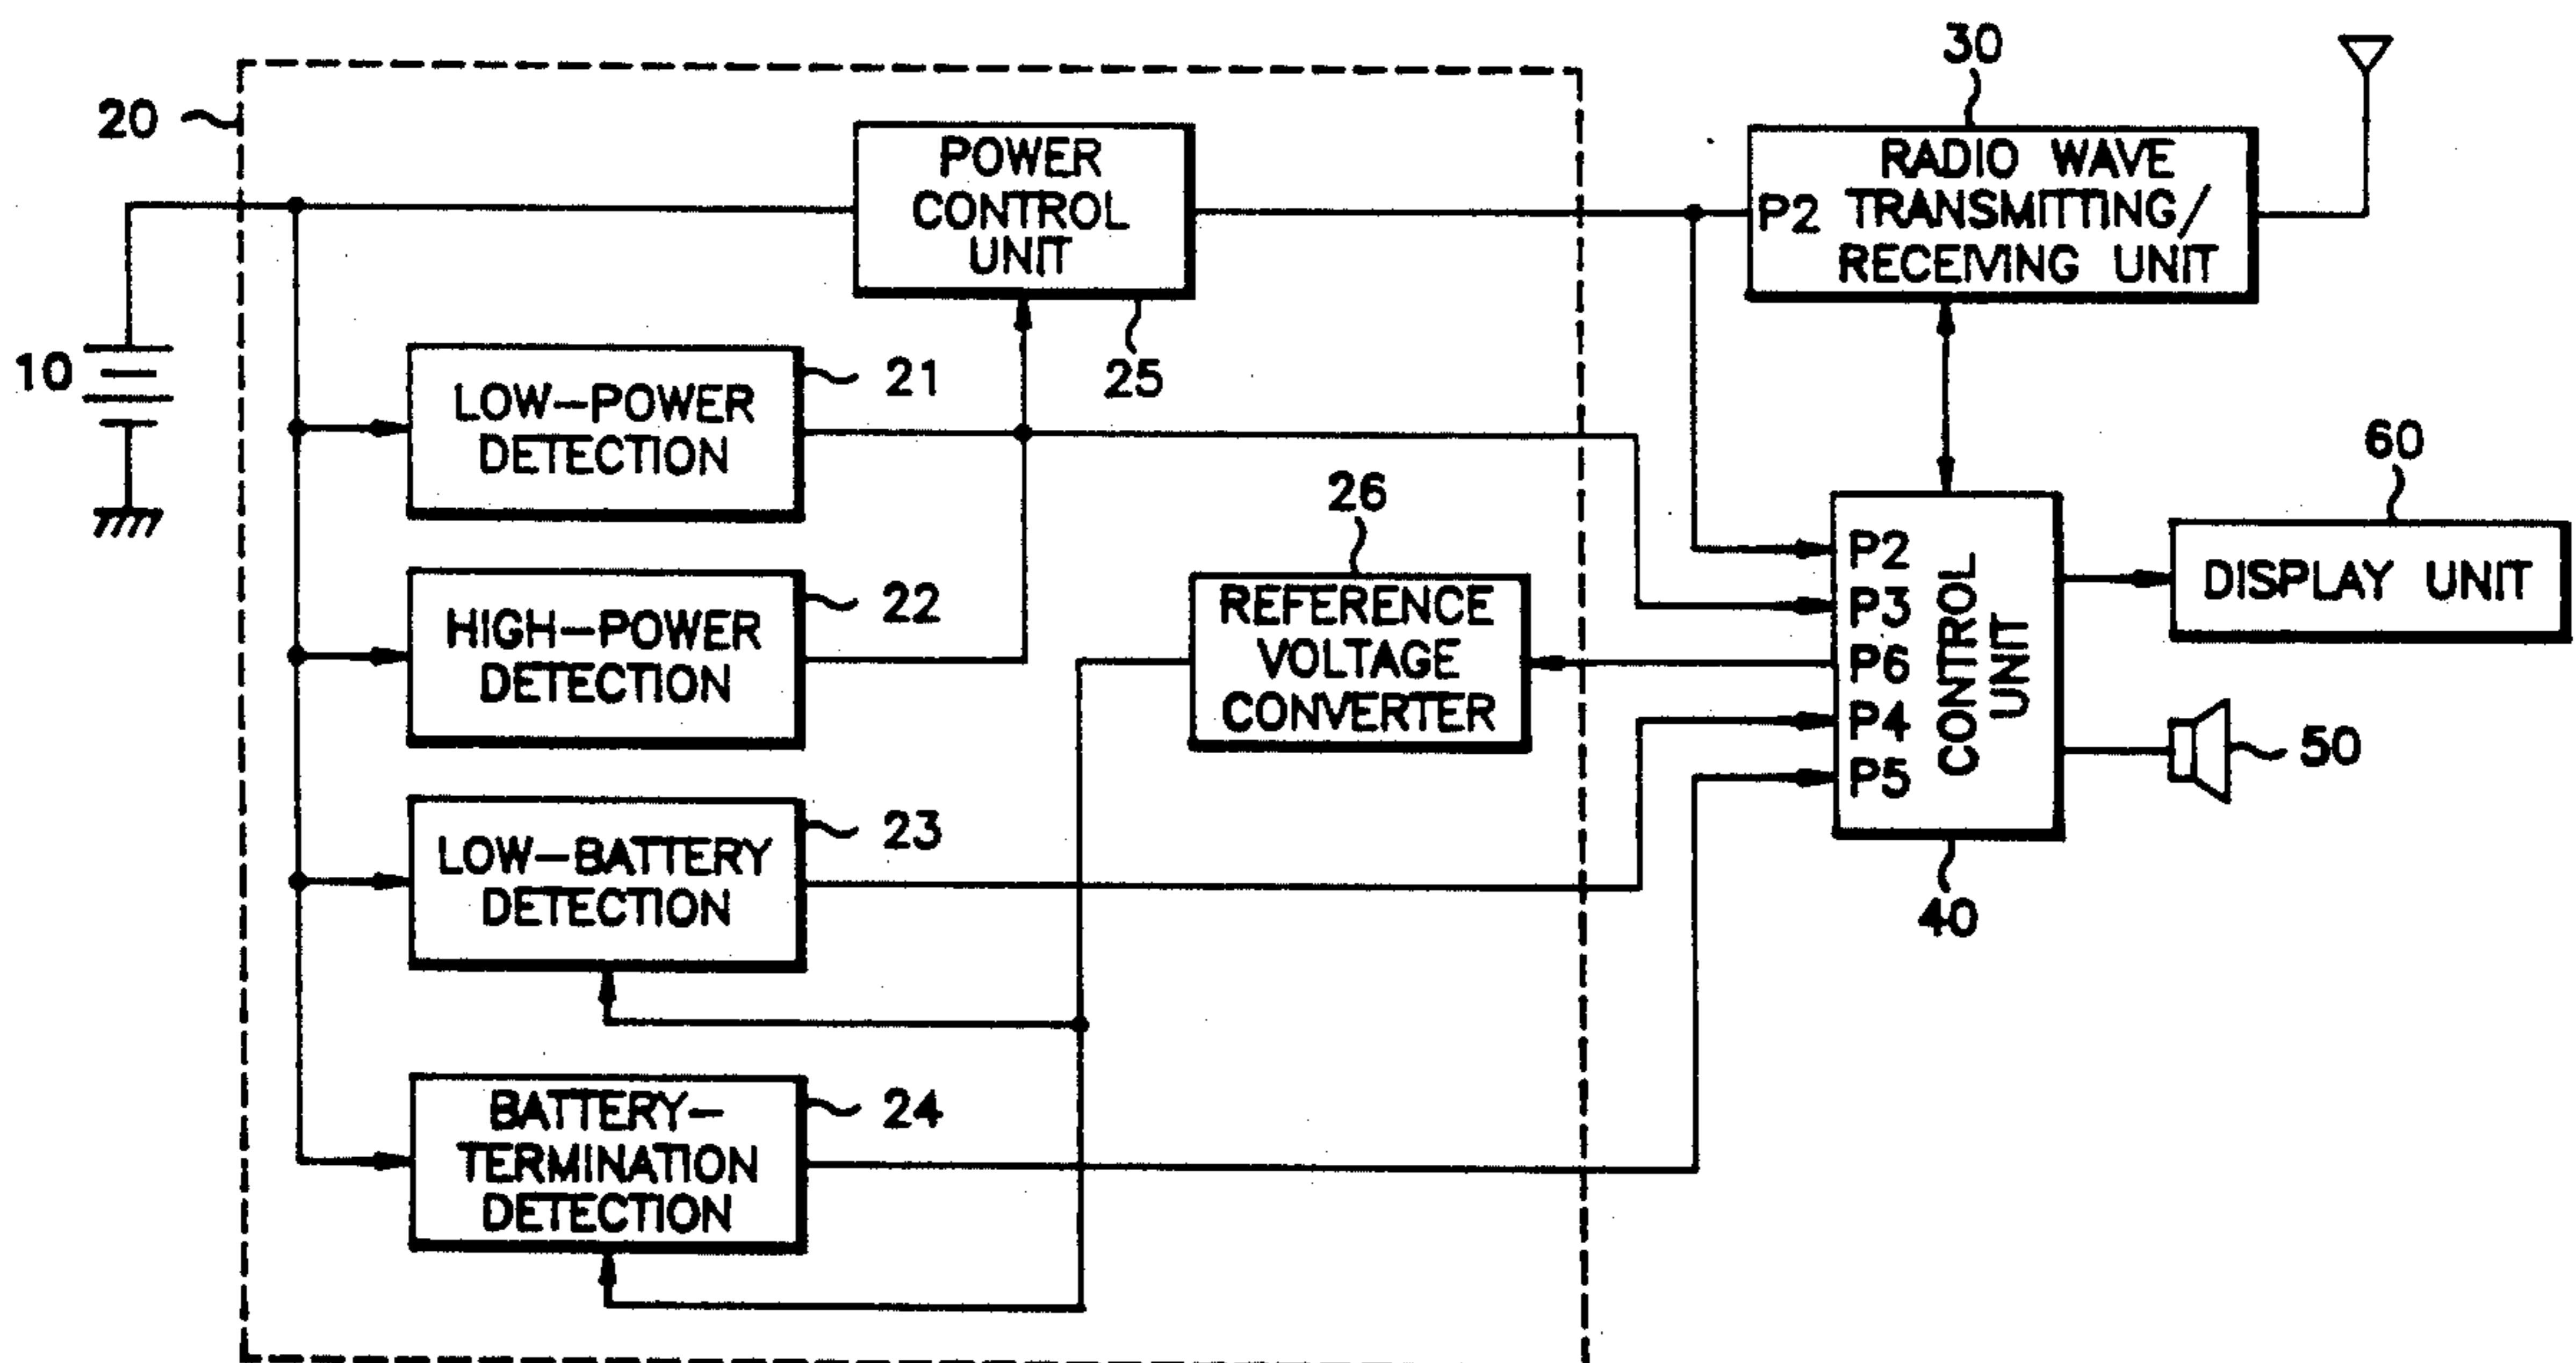 20
POWER
CONTROL
UNIT
25
30
RADIO WAVE
P2 TRANSMITTING/
RECEIVING UNIT
10
LOW-POWER
DETECTION
21
HIGH-POWER
DETECTION
22
26
REFERENCE
VOLTAGE
CONVERTER
P2
P3
P6
P4
P5
CONTROL
UNIT
40
60
DISPLAY UNIT
50
LOW-BATTERY
DETECTION
23
BATTERY-
TERMINATION
DETECTION
24